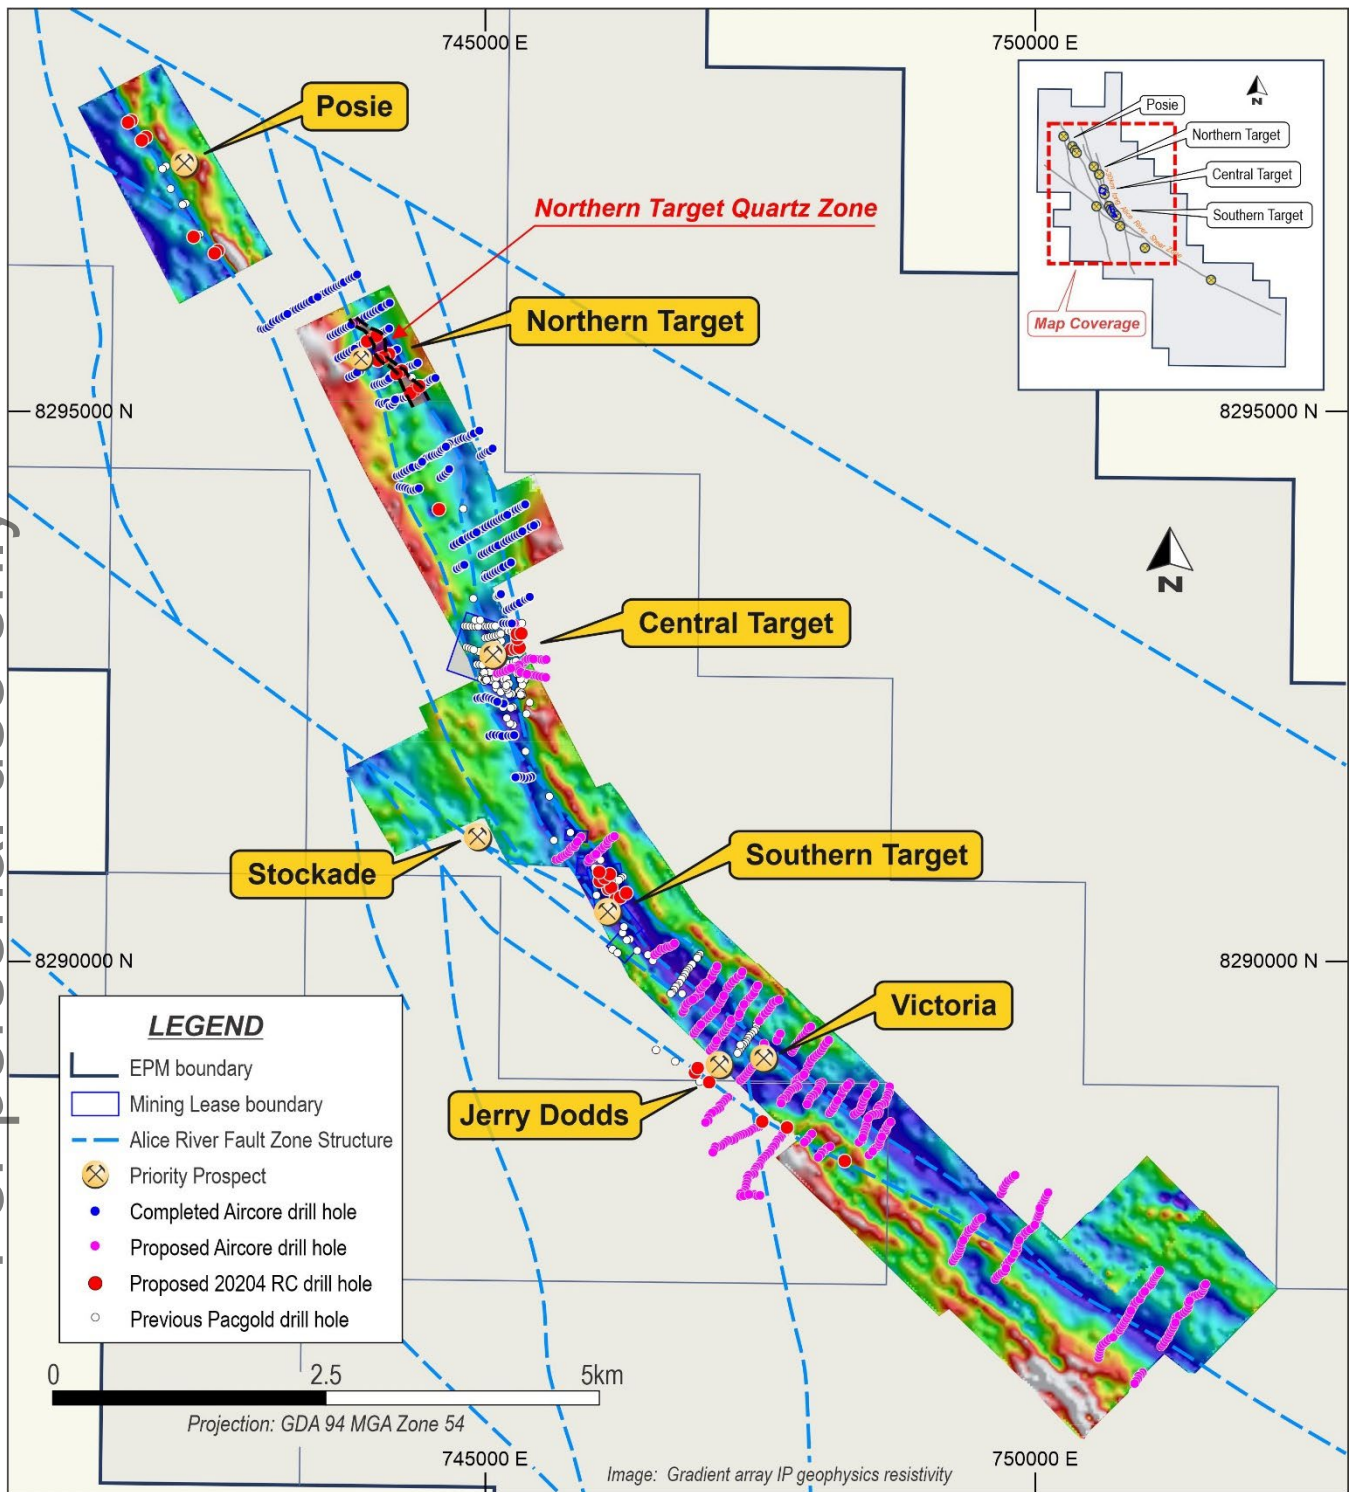 745000 E
750000 E
Posie
Northern Target Quartz Zone
Northern Target
Posie
Northern Target
Central Target
Southern Target
Map Coverage
N
8295000 N
8295000 N
N
Central Target
Stockade
Southern Target
8290000 N
8290000 N
Victoria
Jerry Dodds
LEGEND
EPM boundary
Mining Lease boundary
Alice River Fault Zone Structure
Priority Prospect
Completed Aircore drill hole
Proposed Aircore drill hole
Proposed 20204 RC drill hole
Previous Pacgold drill hole
0 2.5 5km
Projection: GDA 94 MGA Zone 54
745000 E
750000 E
Image: Gradient array IP geophysics resistivity